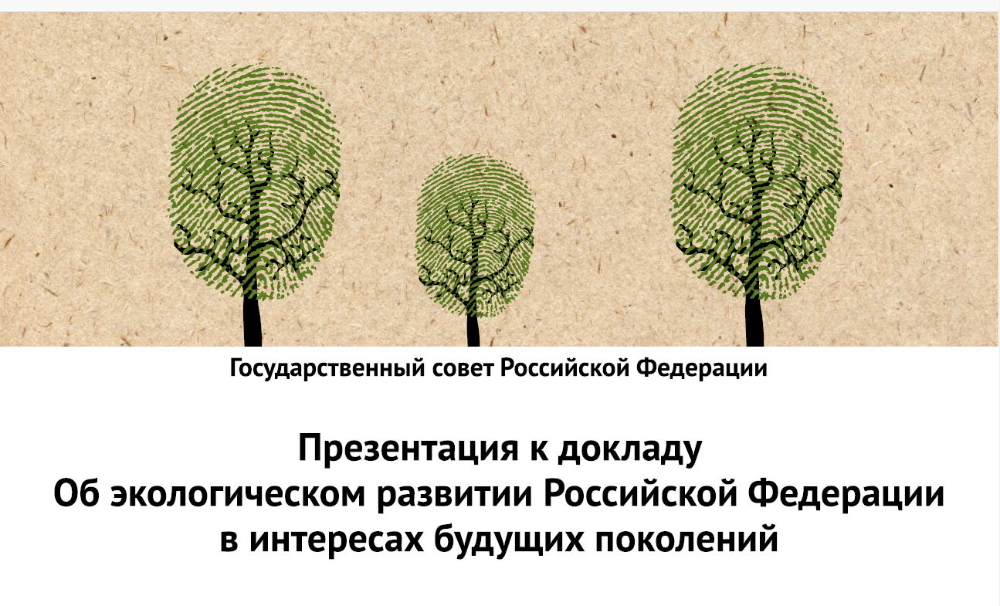 Государственный совет Российской Федерации
Презентация к докладу
Об экологическом развитии Российской Федерации
в интересах будущих поколений